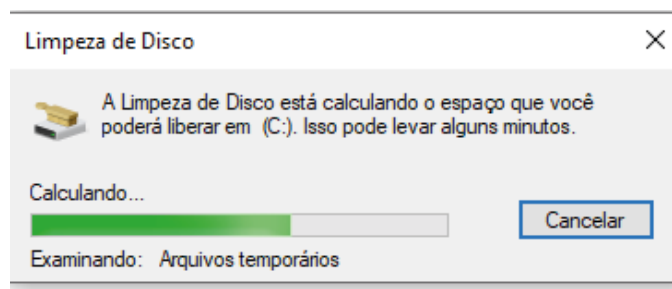 Limpeza de Disco
A Limpeza de Disco está calculando o espaço que você
poderá liberar em (C:). Isso pode levar alguns minutos.
Calculando...
Cancelar
Examinando: Arquivos temporários